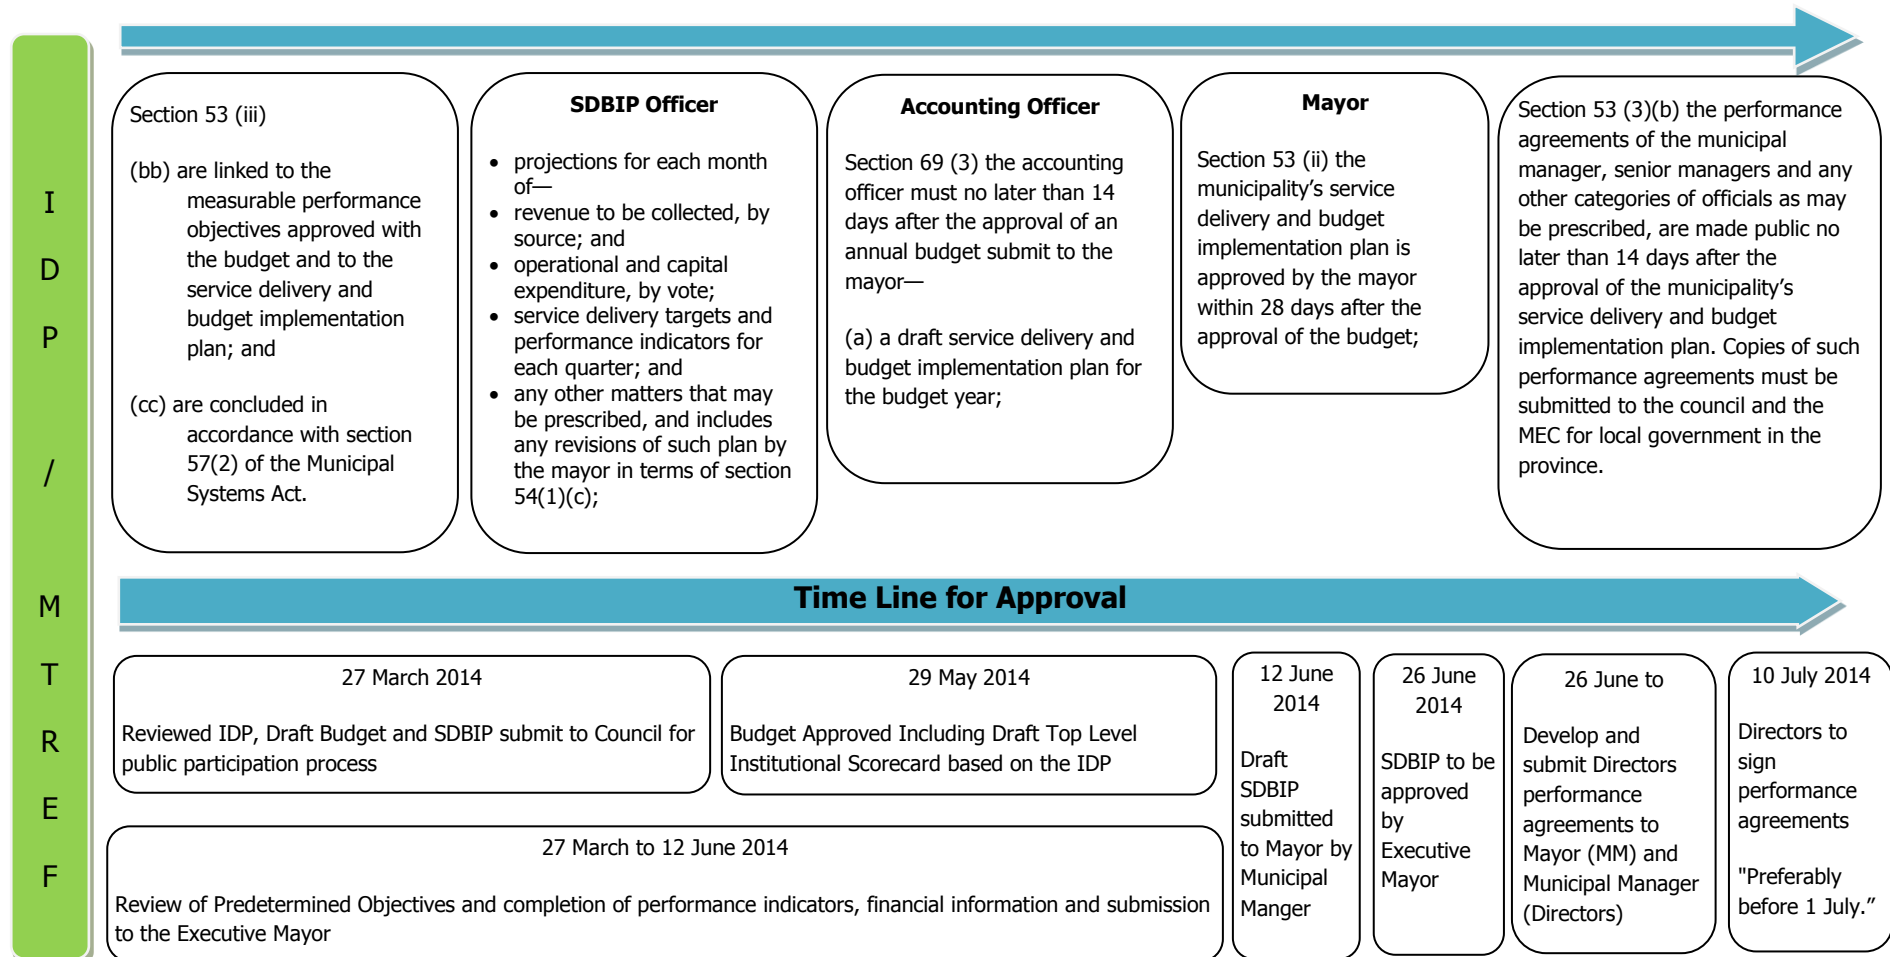 I
D
P
/
M
T
R
E
F
Section 53 (iii)
(bb) are linked to the
measurable performance
objectives approved with
the budget and to the
service delivery and
budget implementation
plan; and
(cc) are concluded in
accordance with section
57(2) of the Municipal
Systems Act.
SDBIP Officer
• projections for each month
of—
• revenue to be collected, by
source; and
• operational and capital
expenditure, by vote;
• service delivery targets and
performance indicators for
each quarter; and
• any other matters that may
be prescribed, and includes
any revisions of such plan by
the mayor in terms of section
54(1)(c);
Accounting Officer
Section 69 (3) the accounting
officer must no later than 14
days after the approval of an
annual budget submit to the
mayor—
(a) a draft service delivery and
budget implementation plan for
the budget year;
Mayor
Section 53 (ii) the
municipality’s service
delivery and budget
implementation plan is
approved by the mayor
within 28 days after the
approval of the budget;
Section 53 (3)(b) the performance
agreements of the municipal
manager, senior managers and any
other categories of officials as may
be prescribed, are made public no
later than 14 days after the
approval of the municipality’s
service delivery and budget
implementation plan. Copies of such
performance agreements must be
submitted to the council and the
MEC for local government in the
province.
Time Line for Approval
27 March 2014
Reviewed IDP, Draft Budget and SDBIP submit to Council for
public participation process
29 May 2014
Budget Approved Including Draft Top Level
Institutional Scorecard based on the IDP
27 March to 12 June 2014
Review of Predetermined Objectives and completion of performance indicators, financial information and submission
to the Executive Mayor
12 June
2014
Draft
SDBIP
submitted
to Mayor by
Municipal
Manger
26 June
2014
SDBIP to be
approved
by
Executive
Mayor
26 June to
Develop and
submit Directors
performance
agreements to
Mayor (MM) and
Municipal Manager
(Directors)
10 July 2014
Directors to
sign
performance
agreements
"Preferably
before 1 July.”